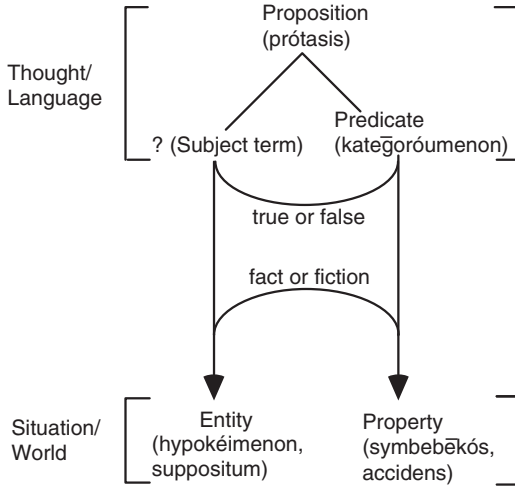 Proposition
(prótasis)
Thought/
Language
Predicate
? (Subject term)
(katēgoróumenon)
true or false
fact or fiction
Situation/
World
Entity
(hypokéimenon,
suppositum)
Property
(symbebēkós,
accidens)